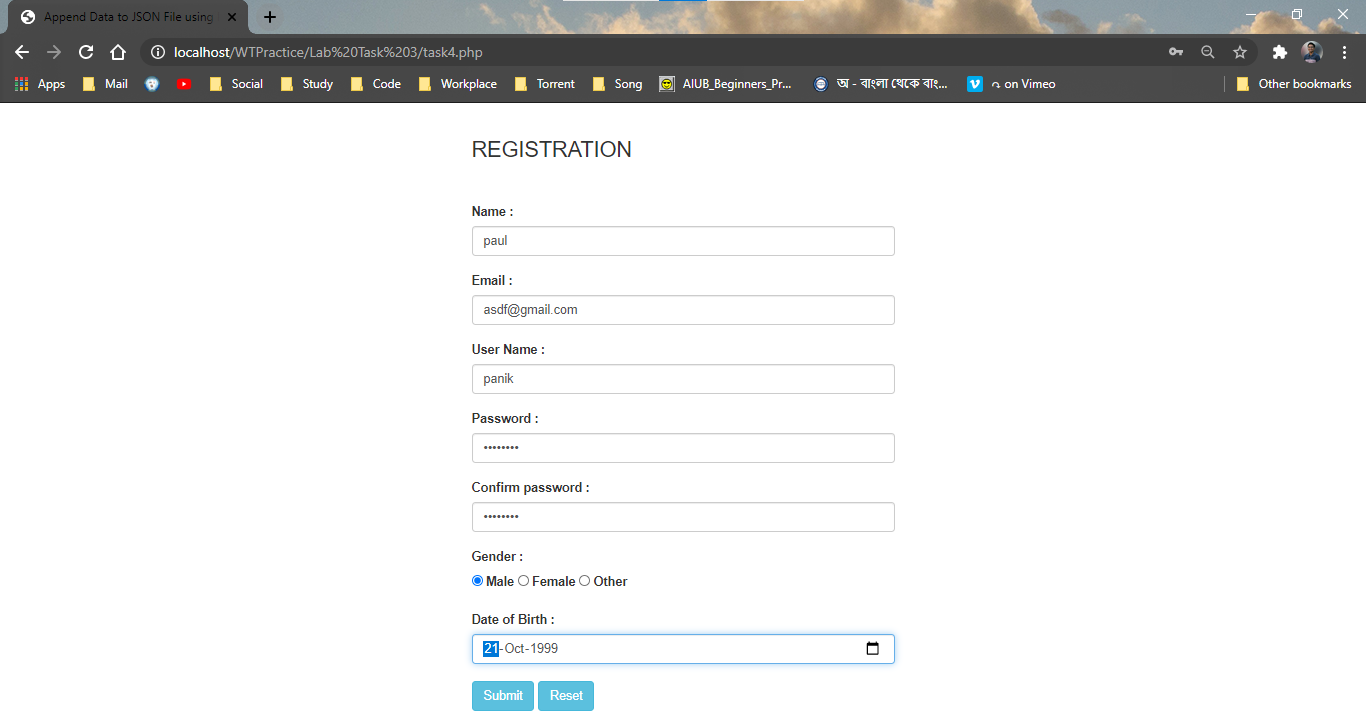 Append Data to JSON File using
localhost/WTPractice/Lab%20Task%203/task4.php
Apps Mail Social Study Code Workplace Torrent Song AIUB_Beginners_Pr... অ - বাংলা থেকে বাং... on Vimeo Other bookmarks
REGISTRATION
Name :
paul
Email :
asdf@gmail.com
User Name :
panik
Password :
••••••••
Confirm password :
••••••••
Gender :
Male Female Other
Date of Birth :
21-Oct-1999
Submit Reset